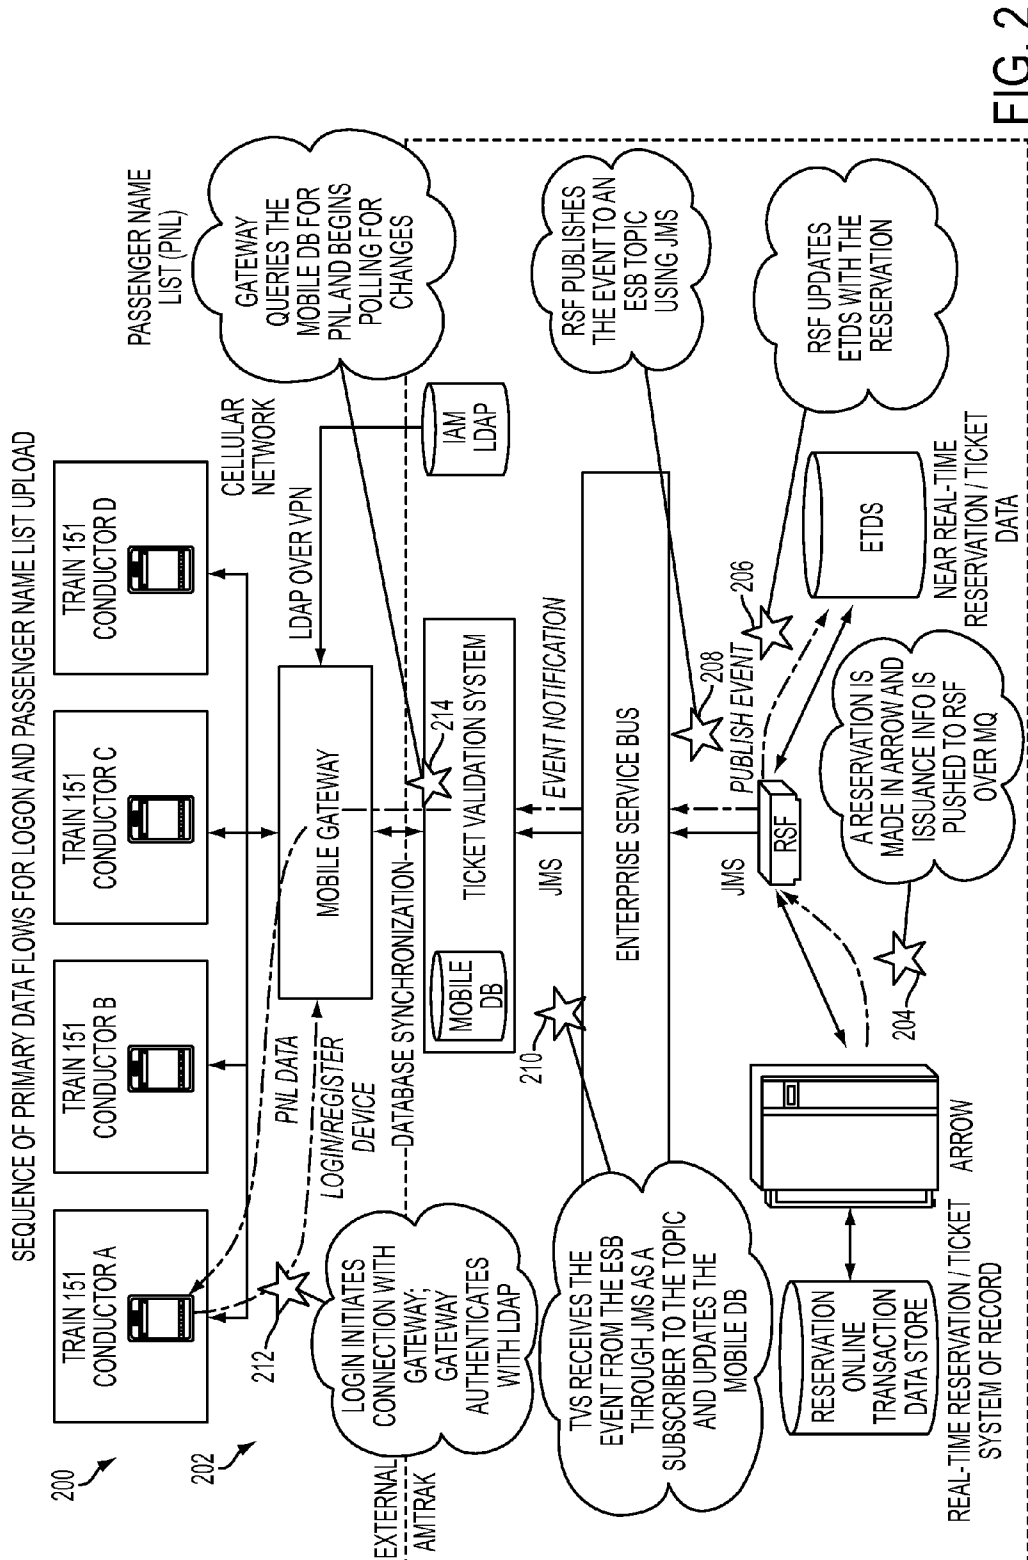 SEQUENCE OF PRIMARY DATA FLOWS FOR LOGON AND PASSENGER NAME LIST UPLOAD
200
202
TRAIN 151
CONDUCTOR A
TRAIN 151
CONDUCTOR B
TRAIN 151
CONDUCTOR C
TRAIN 151
CONDUCTOR D
CELLULAR
NETWORK
PASSENGER NAME
LIST (PNL)
212
PNL DATA
LOGIN/REGISTER
DEVICE
MOBILE GATEWAY
LDAP OVER VPN
GATEWAY
QUERIES THE
MOBILE DB FOR
PNL AND BEGINS
POLLING FOR
CHANGES
LOGIN INITIATES
CONNECTION WITH
GATEWAY;
GATEWAY
AUTHENTICATES
WITH LDAP
EXTERNAL
AMTRAK
DATABASE SYNCHRONIZATION
214
IAM
LDAP
MOBILE
DB
TICKET VALIDATION SYSTEM
210
JMS
EVENT NOTIFICATION
RSF PUBLISHES
THE EVENT TO AN
ESB TOPIC
USING JMS
TVS RECEIVES THE
EVENT FROM THE ESB
THROUGH JMS AS A
SUBSCRIBER TO THE TOPIC
AND UPDATES THE
MOBILE DB
ENTERPRISE SERVICE BUS
208
JMS
PUBLISH EVENT
206
RSF UPDATES
ETDS WITH THE
RESERVATION
RSF
ETDS
NEAR REAL-TIME
RESERVATION / TICKET
DATA
204
A RESERVATION IS
MADE IN ARROW AND
ISSUANCE INFO IS
PUSHED TO RSF
OVER MQ
RESERVATION
ONLINE
TRANSACTION
DATA STORE
ARROW
REAL-TIME RESERVATION / TICKET
SYSTEM OF RECORD
FIG. 2